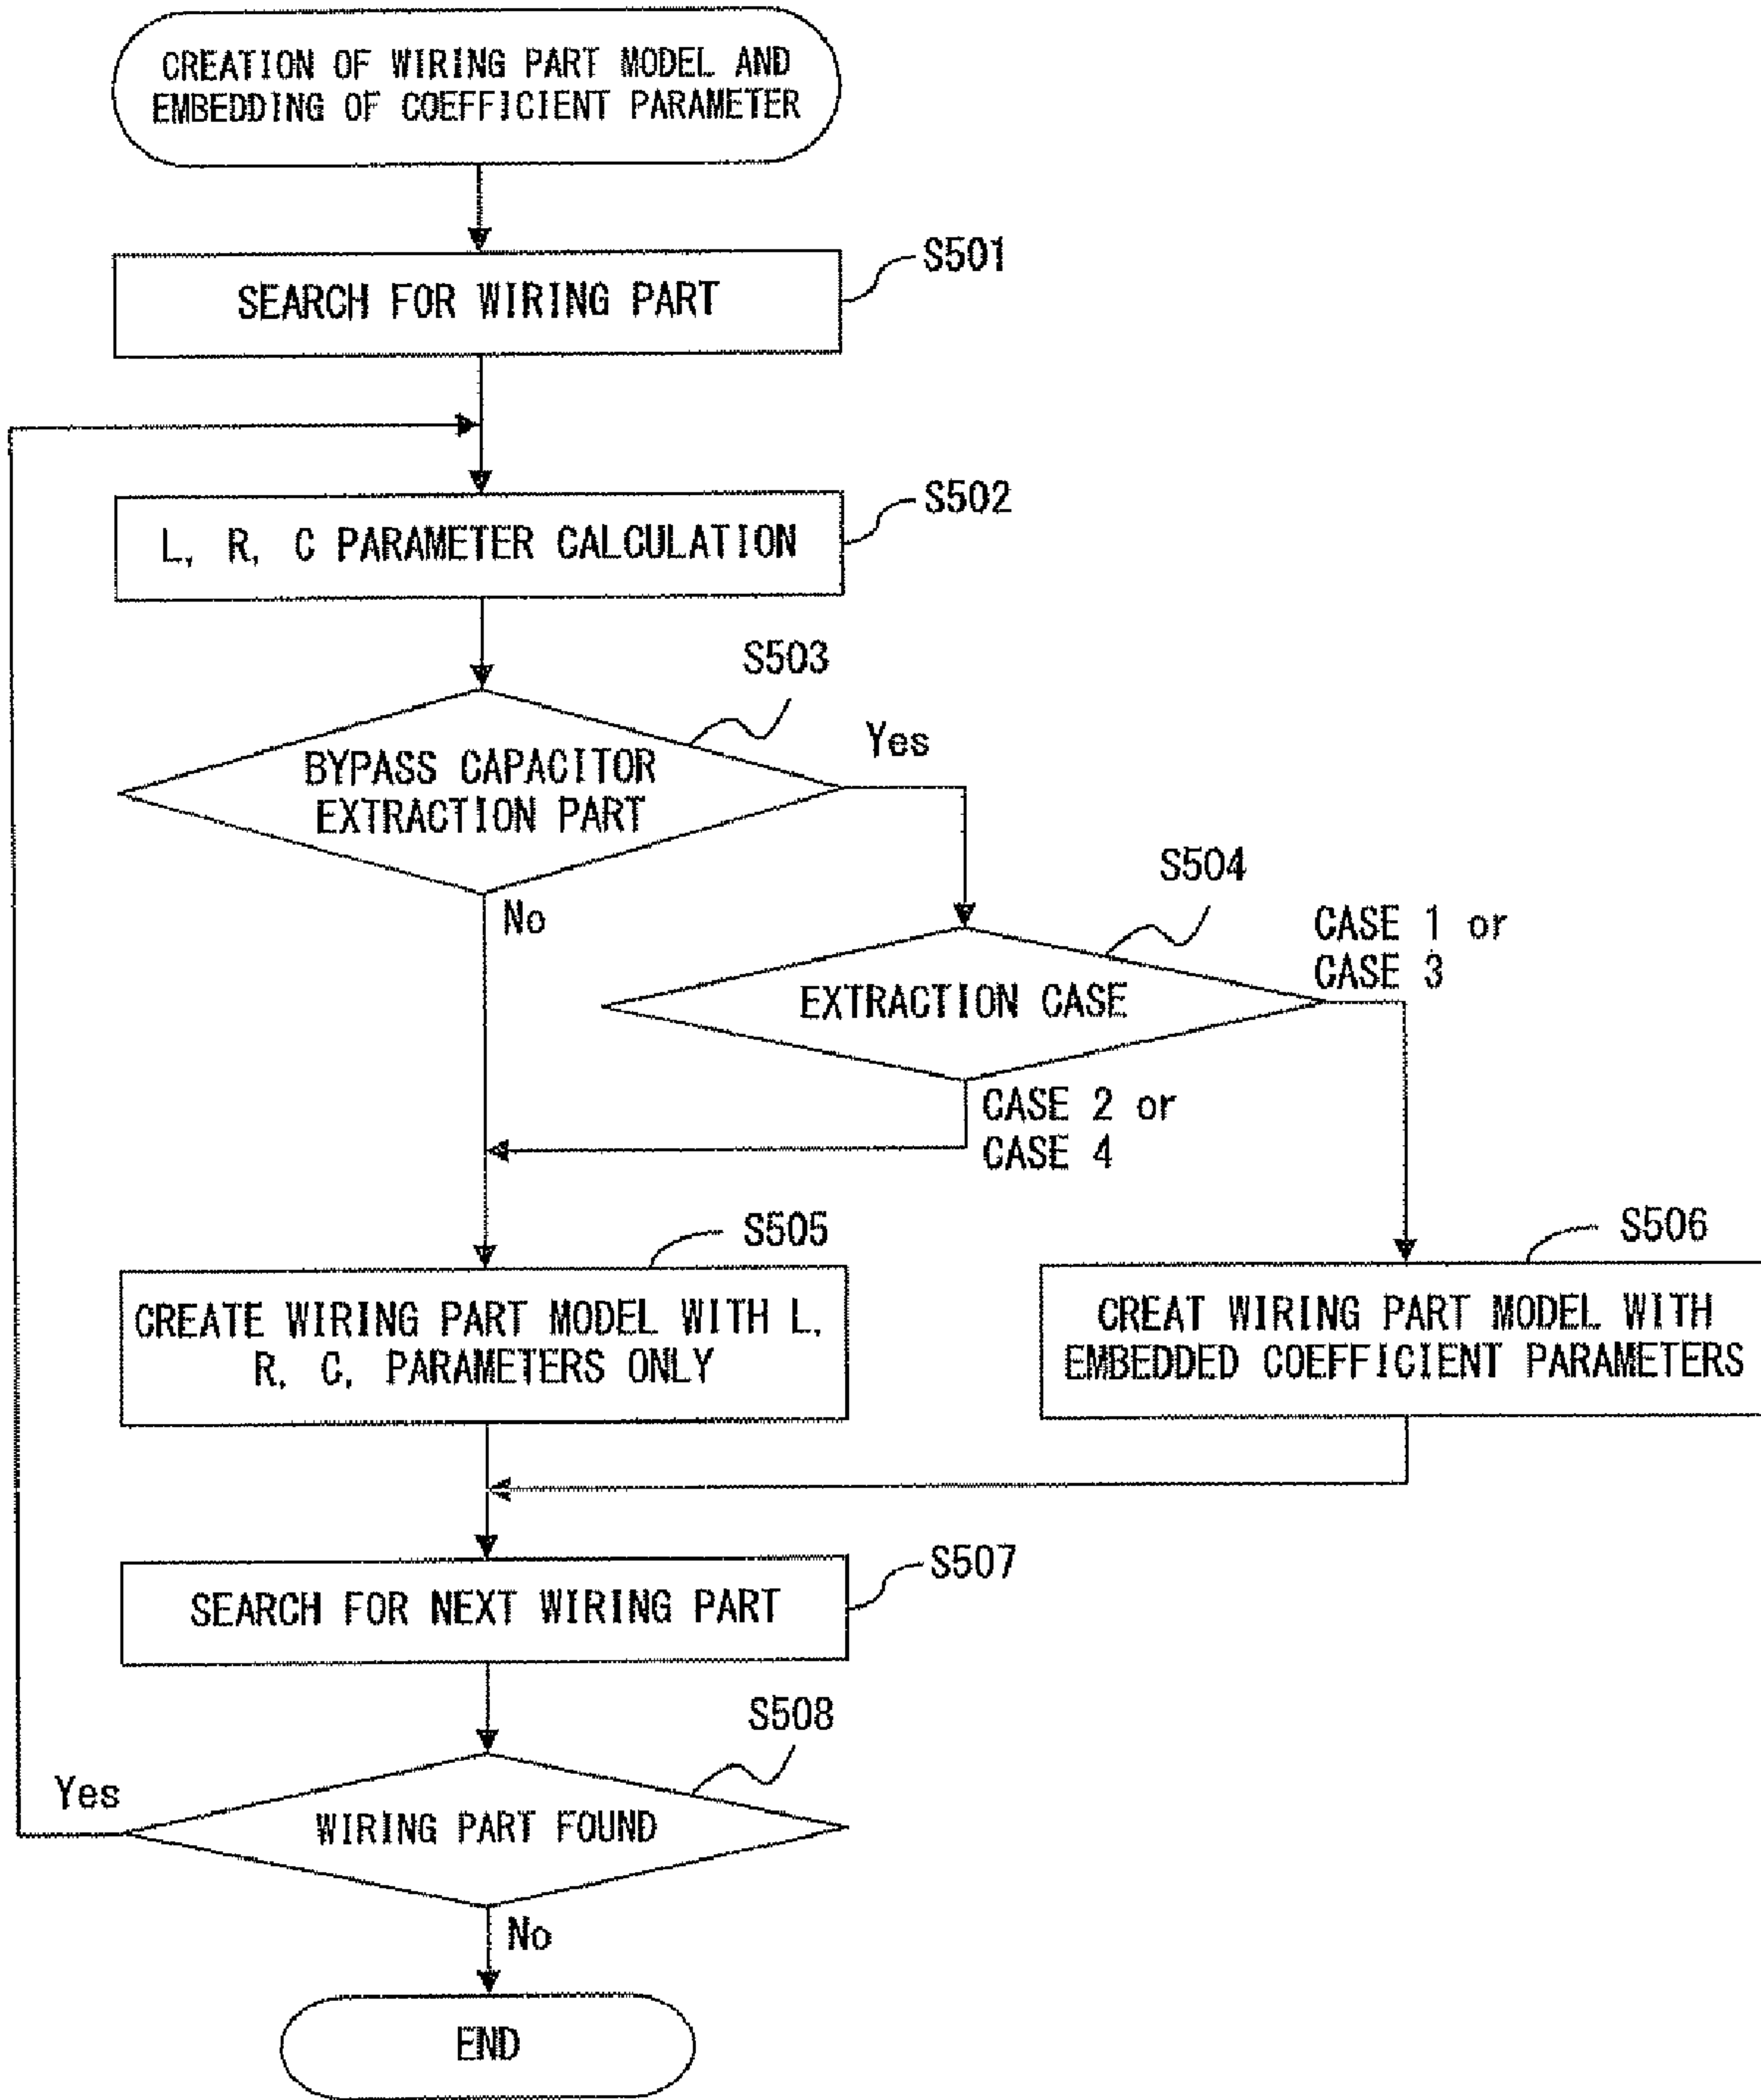 CREATION OF WIRING PART MODEL AND
EMBEDDING OF COEFFICIENT PARAMETER
S501
SEARCH FOR WIRING PART
S502
L, R, C PARAMETER CALCULATION
S503
BYPASS CAPACITOR
EXTRACTION PART
Yes
No
S504
EXTRACTION CASE
CASE 1 or
CASE 3
CASE 2 or
CASE 4
S505
CREATE WIRING PART MODEL WITH L,
R, C, PARAMETERS ONLY
S506
CREAT WIRING PART MODEL WITH
EMBEDDED COEFFICIENT PARAMETERS
S507
SEARCH FOR NEXT WIRING PART
S508
Yes
WIRING PART FOUND
No
END